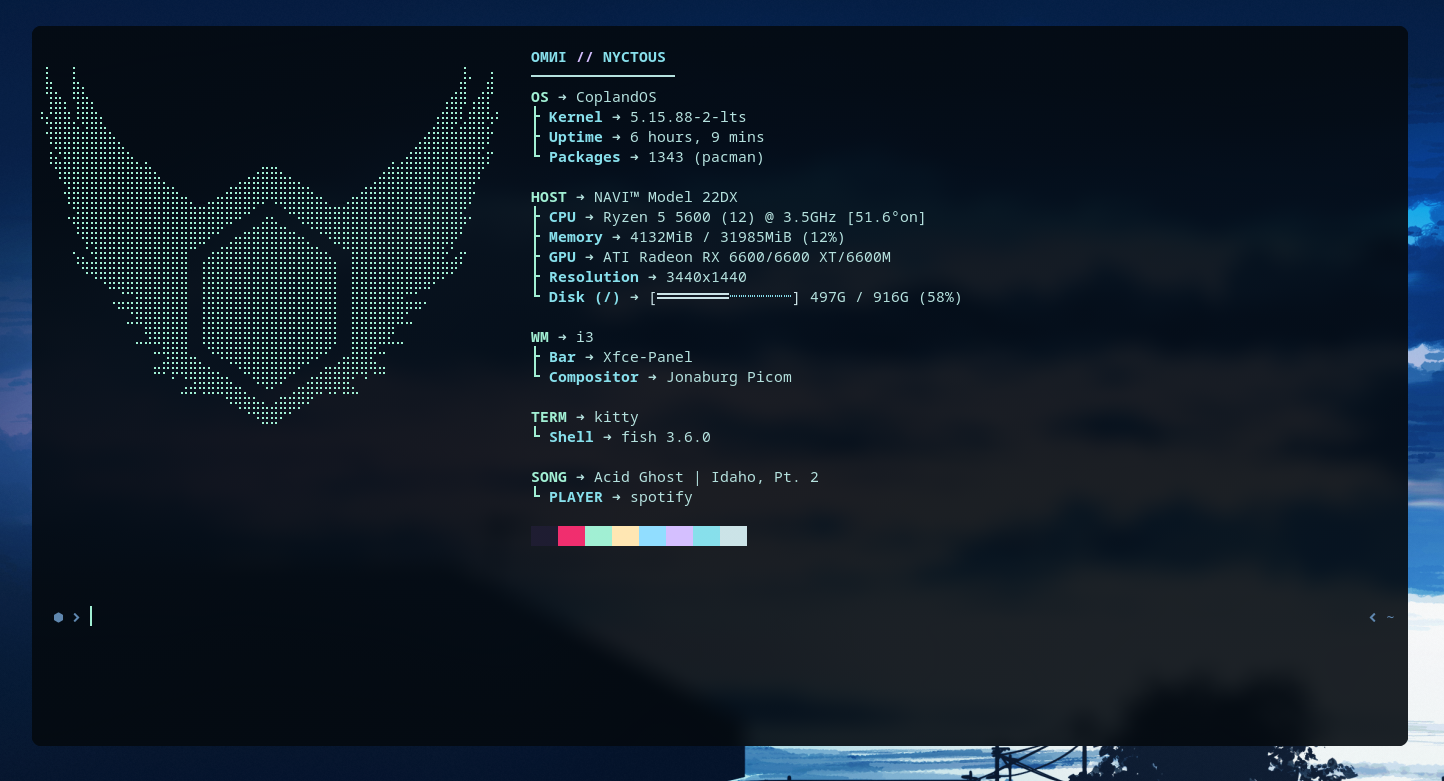 OMИI // NYCTOUS
OS ➜ CoplandOS
├ Kernel ➜ 5.15.88-2-lts
├ Uptime ➜ 6 hours, 9 mins
└ Packages ➜ 1343 (pacman)
HOST ➜ NAVI™ Model 22DX
├ CPU ➜ Ryzen 5 5600 (12) @ 3.5GHz [51.6°on]
├ Memory ➜ 4132MiB / 31985MiB (12%)
├ GPU ➜ ATI Radeon RX 6600/6600 XT/6600M
├ Resolution ➜ 3440x1440
└ Disk (/) ➜ [════════--------] 497G / 916G (58%)
WM ➜ i3
├ Bar ➜ Xfce-Panel
└ Compositor ➜ Jonaburg Picom
TERM ➜ kitty
└ Shell ➜ fish 3.6.0
SONG ➜ Acid Ghost | Idaho, Pt. 2
└ PLAYER ➜ spotify
⬢ ❯ ❮ ~